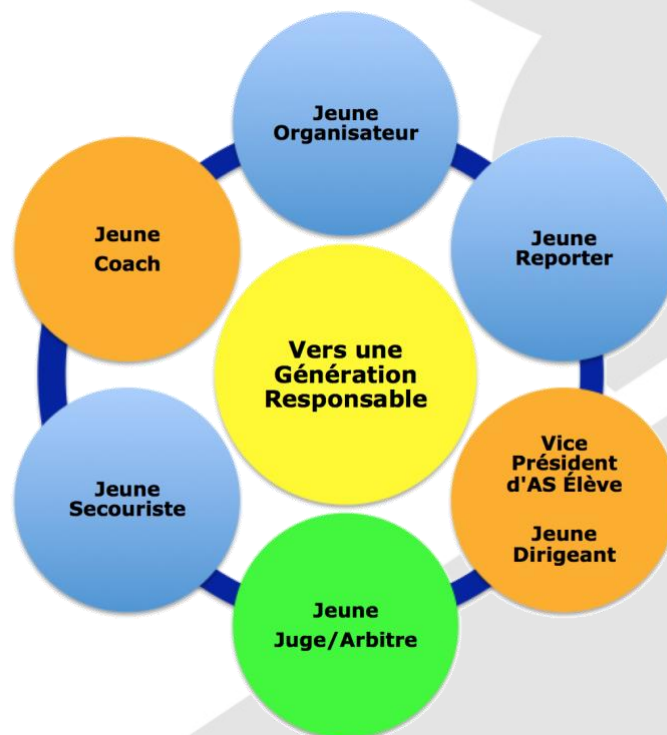 Jeune
Organisateur
Jeune
Reporter
Jeune
Coach
Vers une
Génération
Responsable
Vice
Président
d'AS Élève
Jeune
Dirigeant
Jeune
Secouriste
Jeune
Juge/Arbitre